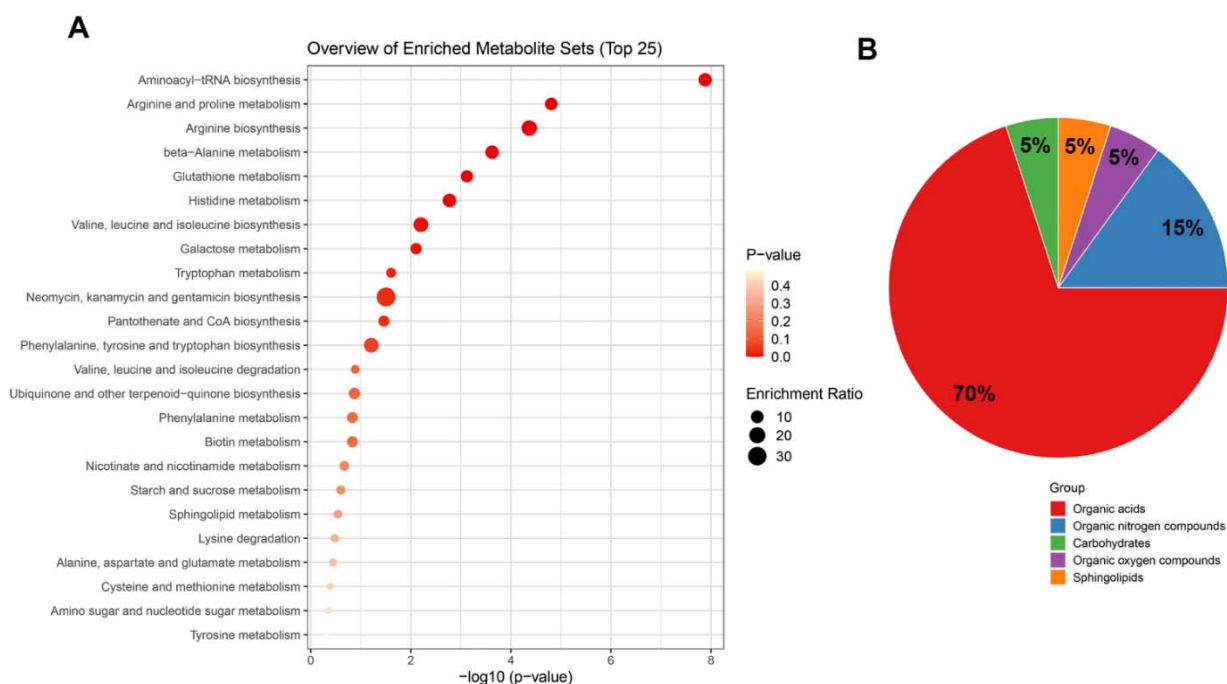 A
Overview of Enriched Metabolite Sets (Top 25)
Aminoacyl−tRNA biosynthesis
Arginine and proline metabolism
Arginine biosynthesis
beta−Alanine metabolism
Glutathione metabolism
Histidine metabolism
Valine, leucine and isoleucine biosynthesis
Galactose metabolism
Tryptophan metabolism
Neomycin, kanamycin and gentamicin biosynthesis
Pantothenate and CoA biosynthesis
Phenylalanine, tyrosine and tryptophan biosynthesis
Valine, leucine and isoleucine degradation
Ubiquinone and other terpenoid−quinone biosynthesis
Phenylalanine metabolism
Biotin metabolism
Nicotinate and nicotinamide metabolism
Starch and sucrose metabolism
Sphingolipid metabolism
Lysine degradation
Alanine, aspartate and glutamate metabolism
Cysteine and methionine metabolism
Amino sugar and nucleotide sugar metabolism
Tyrosine metabolism
0 2 4 6 8
−log10 (p−value)
P−value
0.4
0.3
0.2
0.1
0.0
Enrichment Ratio
10
20
30
B
5% 5% 5%
15%
70%
Group
Organic acids
Organic nitrogen compounds
Carbohydrates
Organic oxygen compounds
Sphingolipids